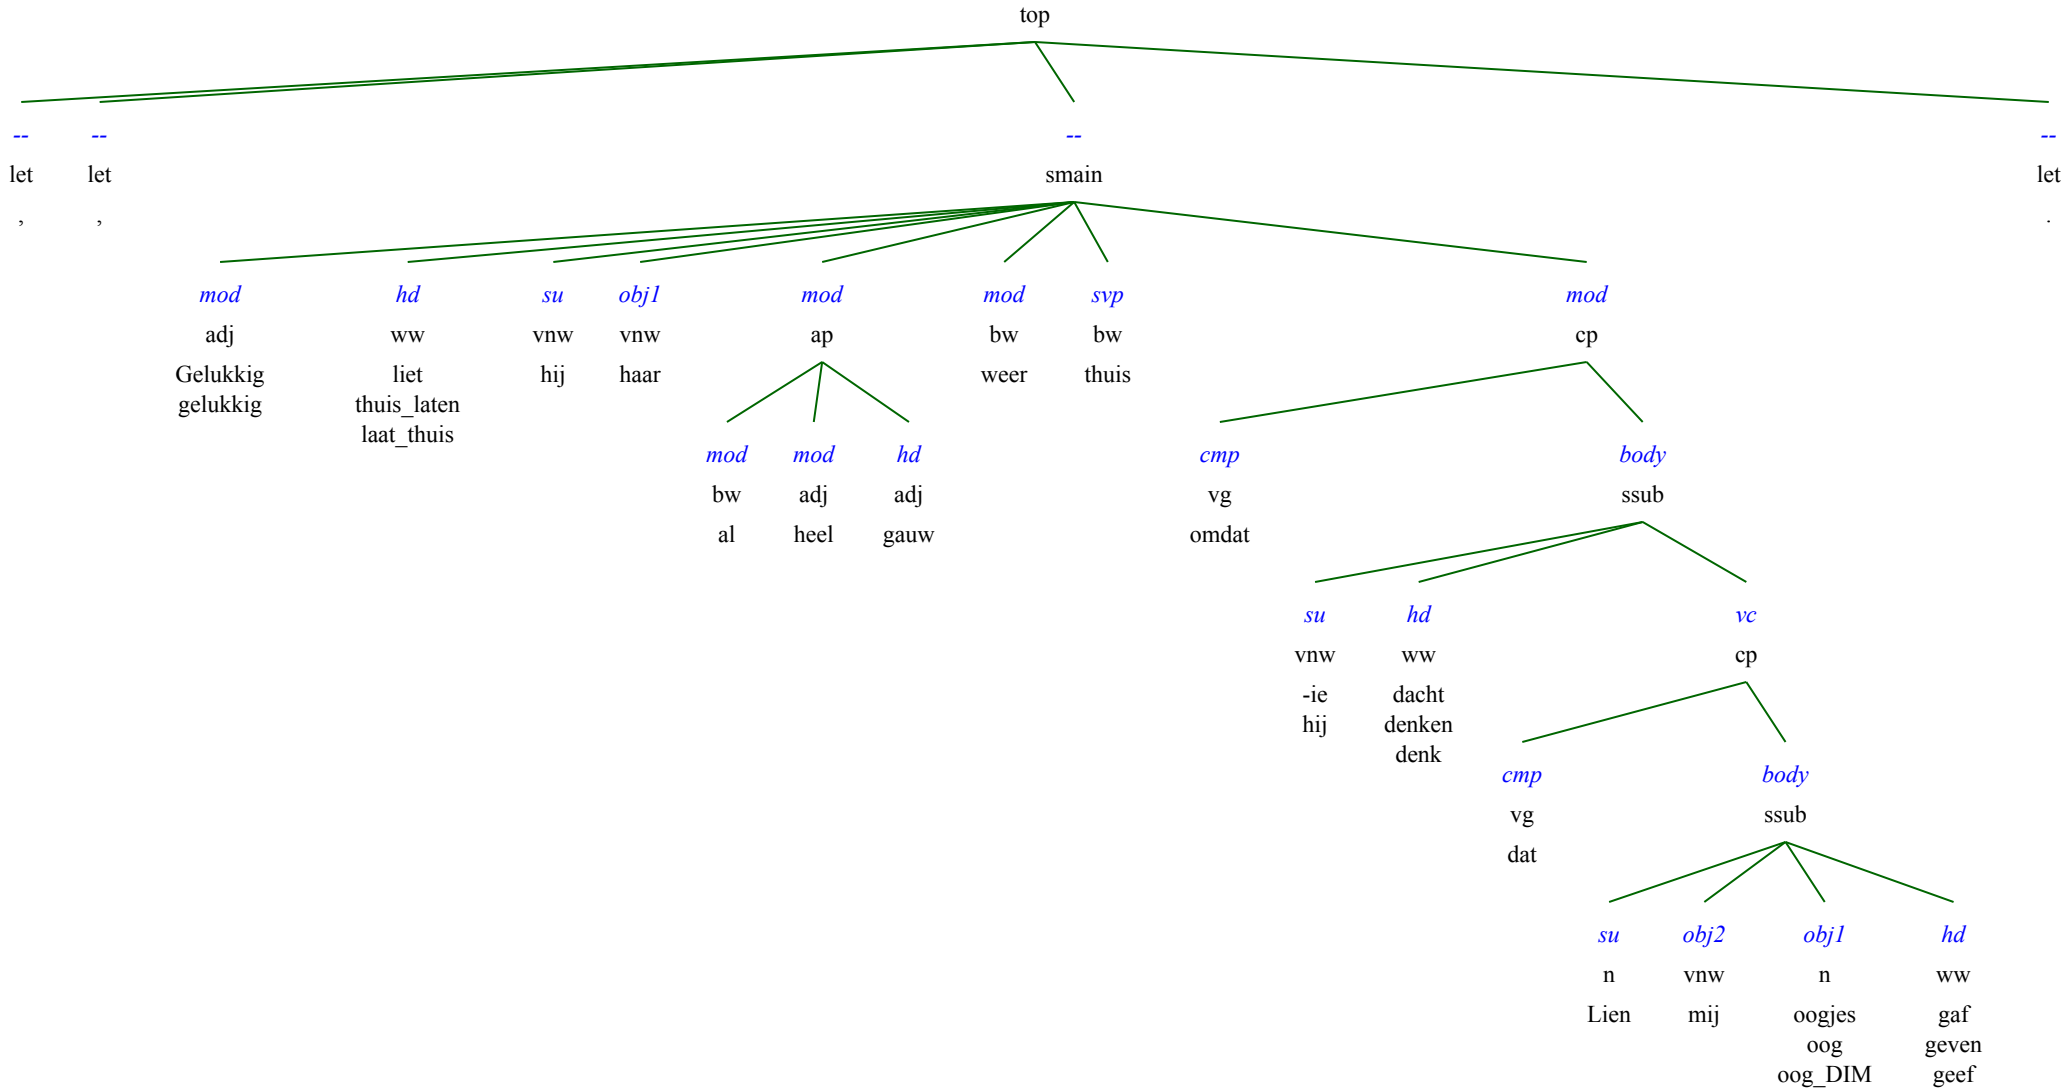 top
-- -- -- --
let let smain let
, , .
mod hd su obj1 mod mod svp mod
adj ww vnw vnw ap bw bw cp
Gelukkig liet hij haar weer thuis
gelukkig thuis_laten
laat_thuis
mod mod hd cmp body
bw adj adj vg ssub
al heel gauw omdat
su hd vc
vnw ww cp
-ie dacht
hij denken
denk
cmp body
vg ssub
dat
su obj2 obj1 hd
n vnw n ww
Lien mij oogjes gaf
oog geven
oog_DIM geef